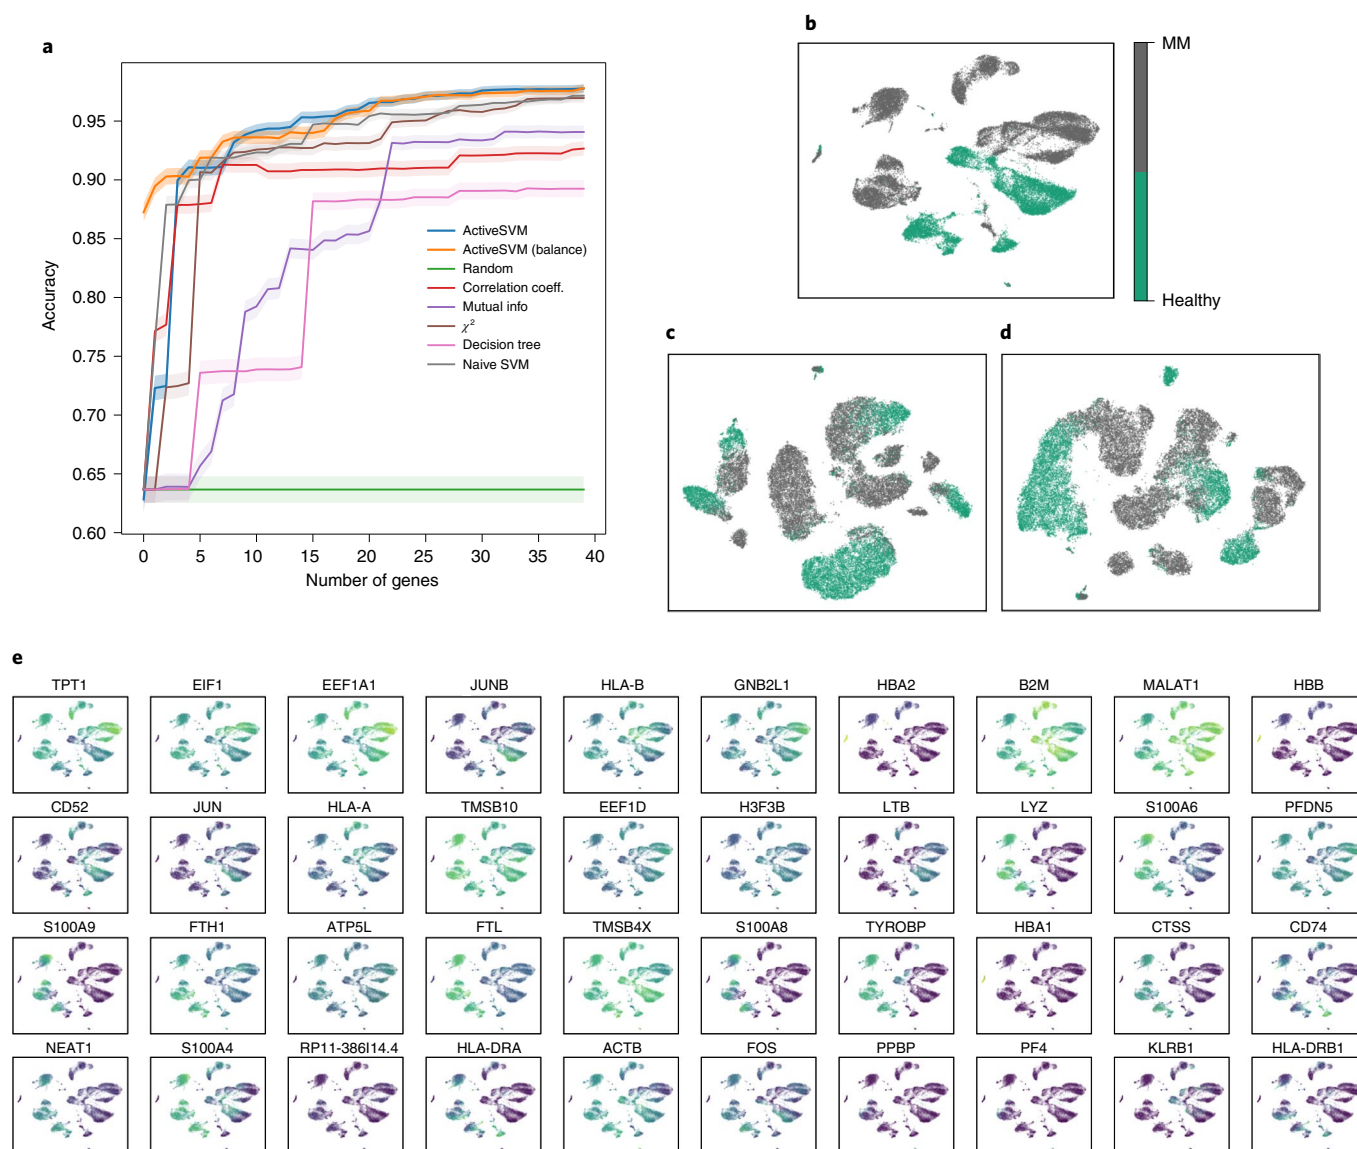 a
0.95
0.90
0.85
0.80
0.75
0.70
0.65
0.60
Accuracy
0 5 10 15 20 25 30 35 40
Number of genes
ActiveSVM
ActiveSVM (balance)
Random
Correlation coeff.
Mutual info
χ²
Decision tree
Naive SVM
b
MM
Healthy
c
d
e
TPT1 EIF1 EEF1A1 JUNB HLA-B GNB2L1 HBA2 B2M MALAT1 HBB
CD52 JUN HLA-A TMSB10 EEF1D H3F3B LTB LYZ S100A6 PFDN5
S100A9 FTH1 ATP5L FTL TMSB4X S100A8 TYROBP HBA1 CTSS CD74
NEAT1 S100A4 RP11-386I14.4 HLA-DRA ACTB FOS PPBP PF4 KLRB1 HLA-DRB1